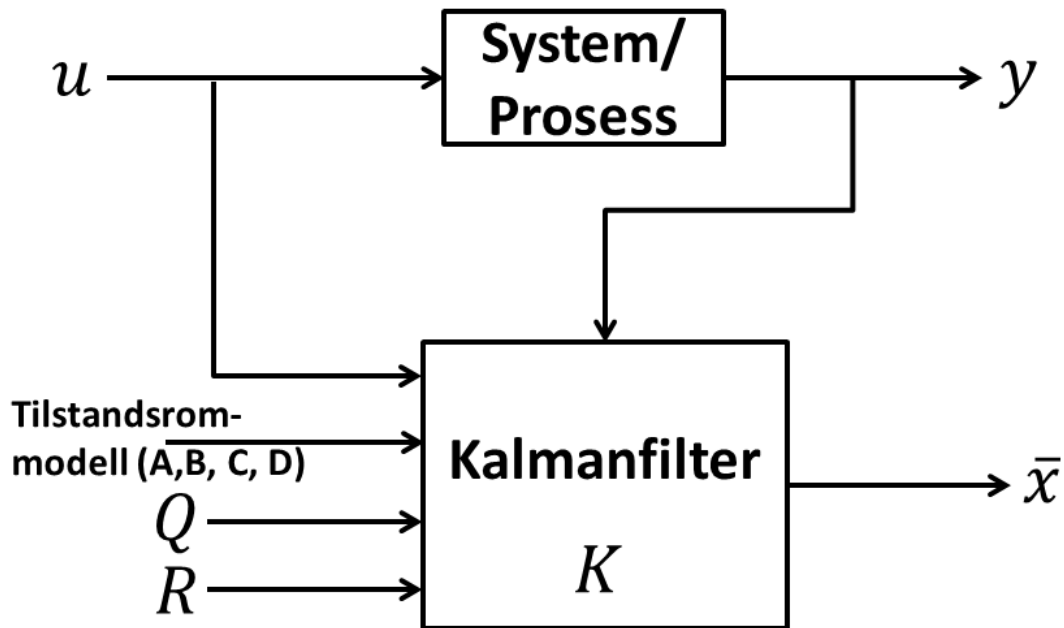 System/
Prosess
u
y
Tilstandsrom-
modell (A,B, C, D)
Q
R
Kalmanfilter
K
x̄